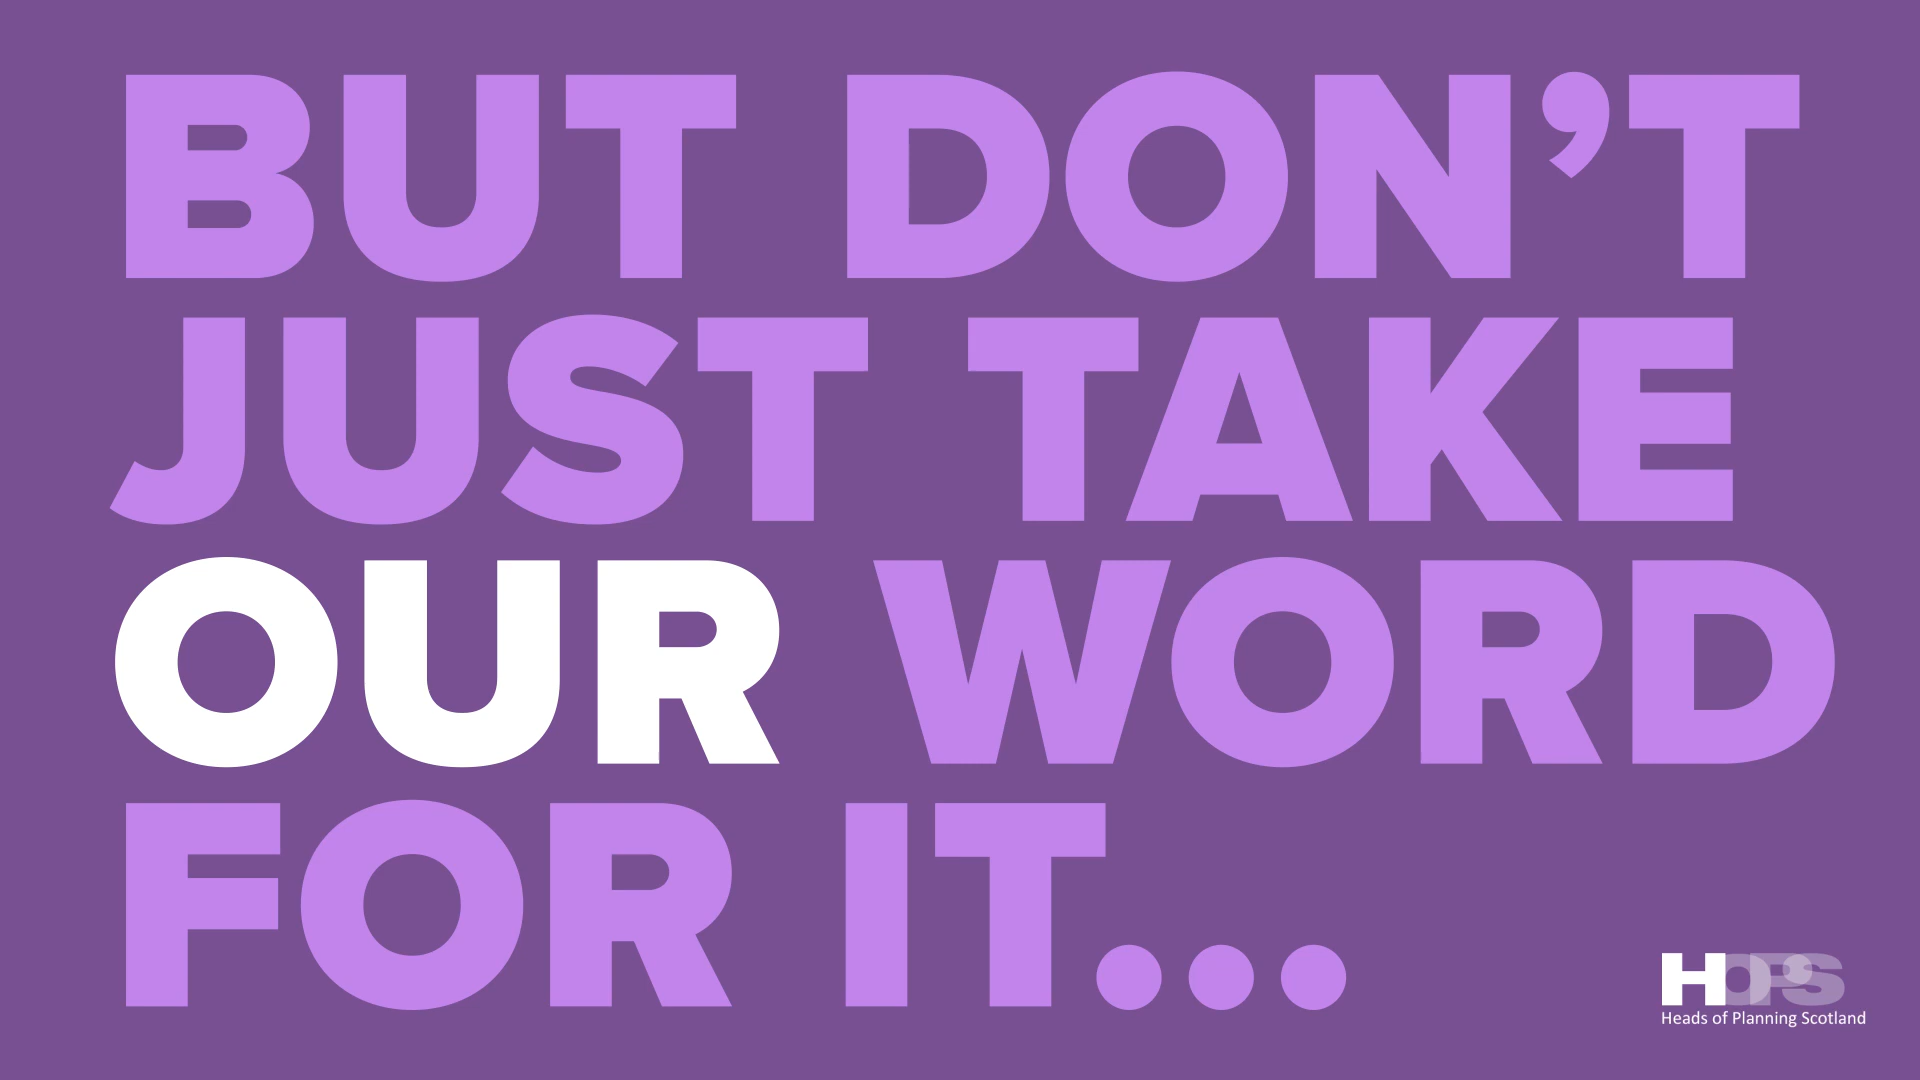 BUT DON’T
JUST TAKE
OUR WORD
FOR IT...
HOPS
Heads of Planning Scotland